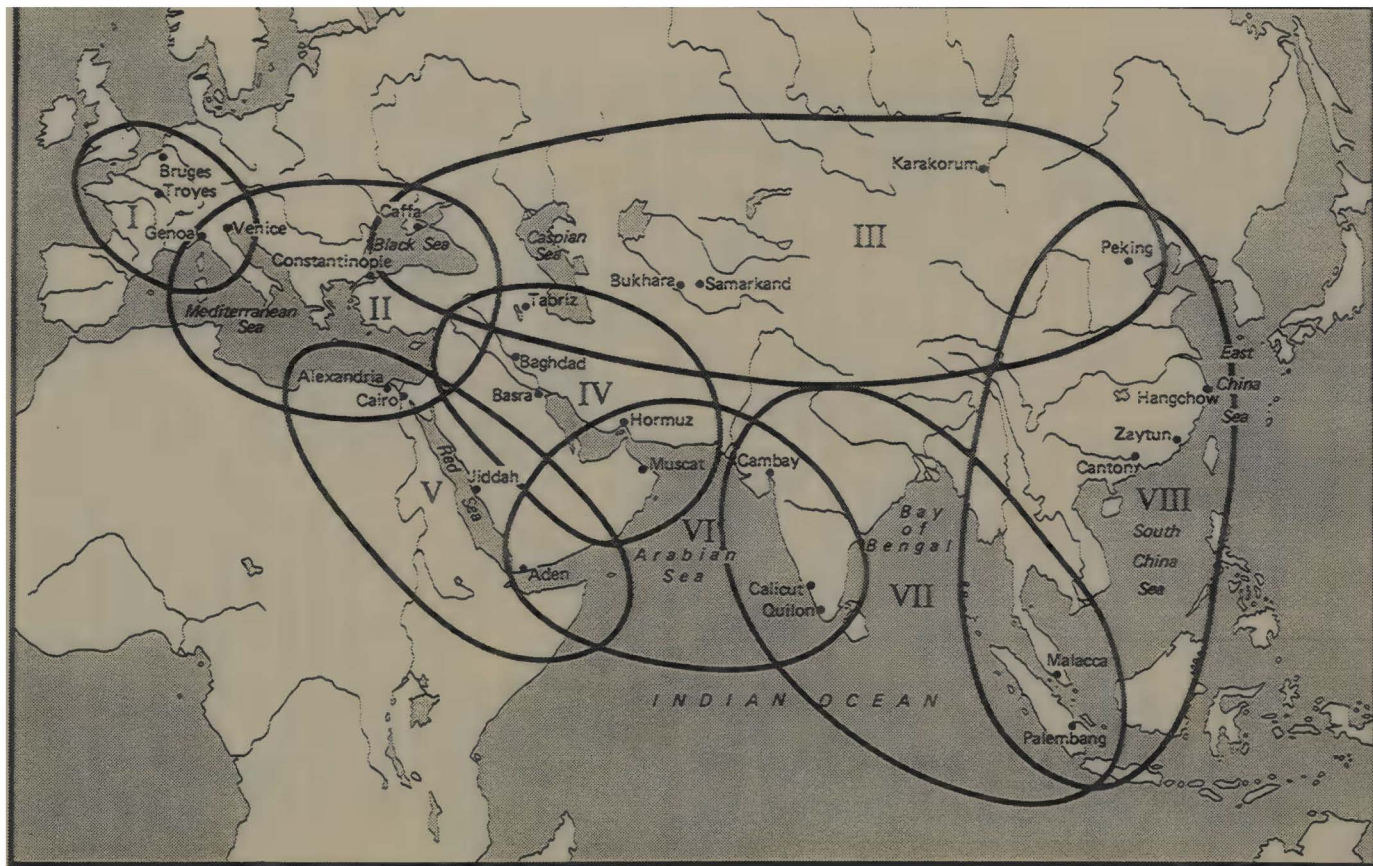 Bruges
Troyes
I
Genoa
Venice
Caffa
Black Sea
Constantinople
II
Mediterranean
Sea
Caspian
Sea
Karakorum
III
Bukhara
Samarkand
Peking
Tabriz
Baghdad
Basra
IV
Alexandria
Cairo
Hormuz
Muscat
Red
Sea
Jiddah
V
Aden
VI
Arabian
Sea
Cambay
Calicut
Quilon
Bay
of
Bengal
VII
East
China
Sea
Hangchow
Zaytun
Canton
VIII
South
China
Sea
Malacca
Palembang
INDIAN OCEAN